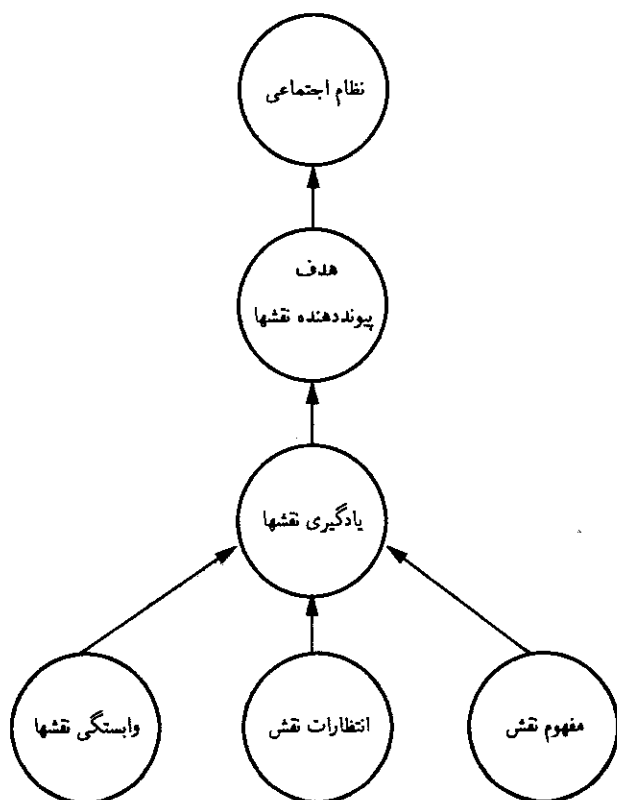 نظام اجتماعی
هدف
پیونددهنده نقشها
یادگیری نقشها
مفهوم نقش
انتظارات نقش
وابستگی نقشها